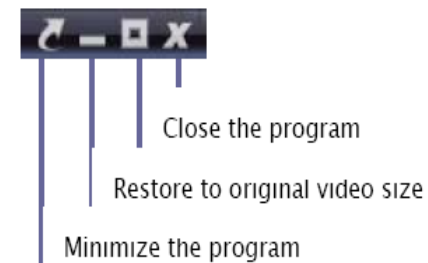 Close the program
Restore to original video size
Minimize the program